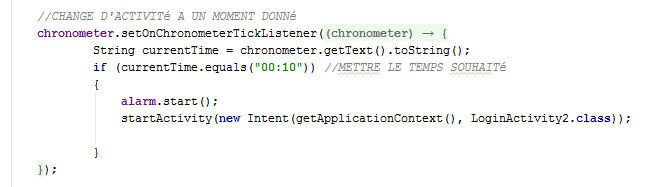 //CHANGE D'ACTIVITé A UN MOMENT DONNé
chronometer.setOnChronometerTickListener((chronometer) → {
String currentTime = chronometer.getText().toString();
if (currentTime.equals("00:10")) //METTRE LE TEMPS SOUHAITé
{
alarm.start();
startActivity(new Intent(getApplicationContext(), LoginActivity2.class));
}
});